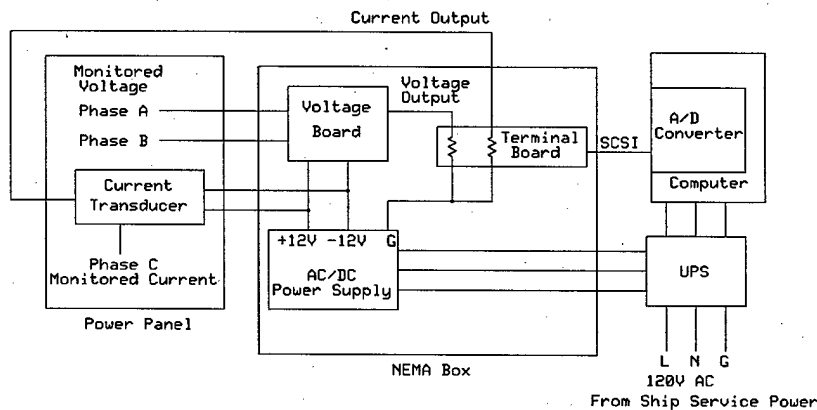 Current Output
Monitored
Voltage
Phase A
Phase B
Voltage
Board
Voltage
Output
Terminal
Board
SCSI
A/D
Converter
Computer
Current
Transducer
+12V -12V G
AC/DC
Power Supply
UPS
Phase C
Monitored Current
Power Panel
NEMA Box
L N G
120V AC
From Ship Service Power